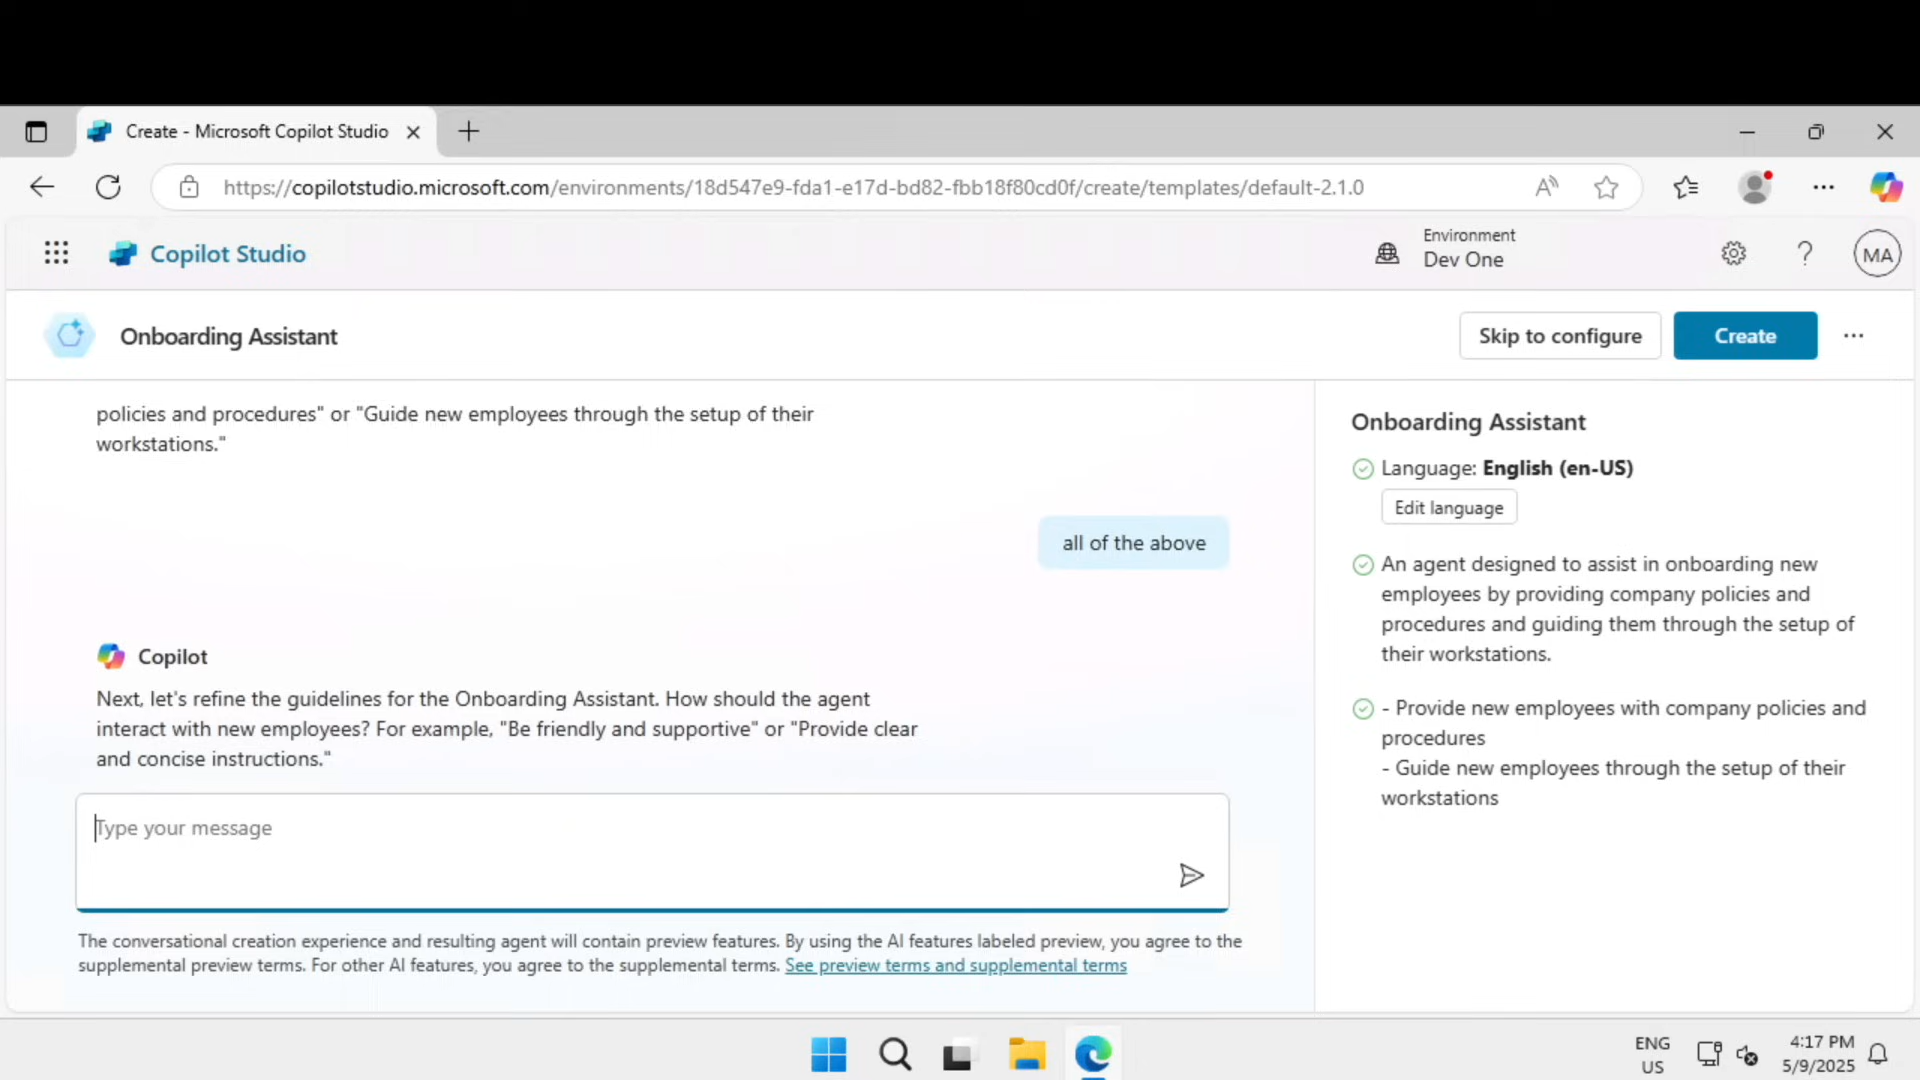 Create - Microsoft Copilot Studio
https://copilotstudio.microsoft.com/environments/18d547e9-fda1-e17d-bd82-fbb18f80cd0f/create/templates/default-2.1.0
Copilot Studio
Environment
Dev One
MA
Onboarding Assistant
Skip to configure
Create
policies and procedures" or "Guide new employees through the setup of their
workstations."
all of the above
Copilot
Next, let's refine the guidelines for the Onboarding Assistant. How should the agent
interact with new employees? For example, "Be friendly and supportive" or "Provide clear
and concise instructions."
Type your message
The conversational creation experience and resulting agent will contain preview features. By using the AI features labeled preview, you agree to the
supplemental preview terms. For other AI features, you agree to the supplemental terms. See preview terms and supplemental terms
Onboarding Assistant
Language: English (en-US)
Edit language
An agent designed to assist in onboarding new
employees by providing company policies and
procedures and guiding them through the setup of
their workstations.
- Provide new employees with company policies and
procedures
- Guide new employees through the setup of their
workstations
ENG
US
4:17 PM
5/9/2025